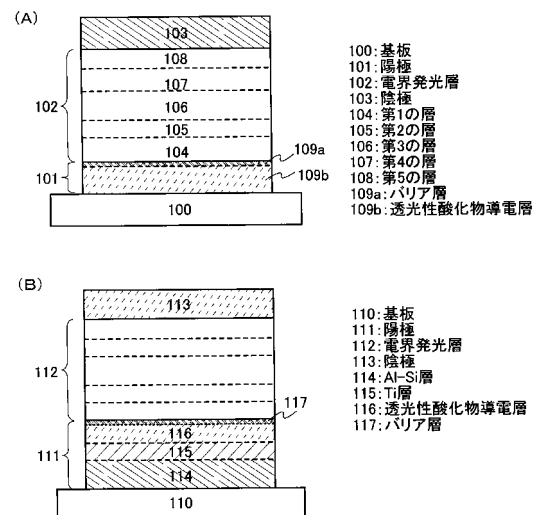 (A)
103
108
107
102
106
105
104
109a
101
109b
100
100:基板
101:陽極
102:電界発光層
103:陰極
104:第1の層
105:第2の層
106:第3の層
107:第4の層
108:第5の層
109a:バリア層
109b:透光性酸化物導電層
(B)
113
112
117
116
111
115
114
110
110:基板
111:陽極
112:電界発光層
113:陰極
114:Al-Si層
115:Ti層
116:透光性酸化物導電層
117:バリア層